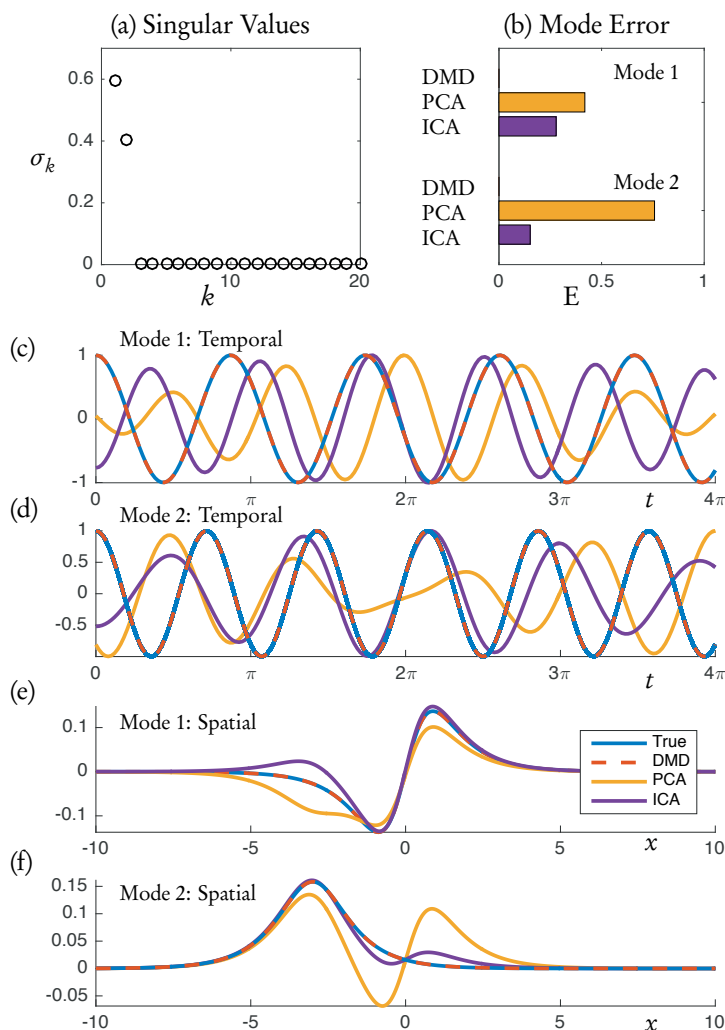 (a) Singular Values
(b) Mode Error
0.6
0.4
σk
0.2
0
0
10
20
k
DMD
Mode 1
PCA
ICA
DMD
Mode 2
PCA
ICA
0
0.5
1
E
(c)
Mode 1: Temporal
1
0
-1
0
π
2π
3π
t
4π
(d)
Mode 2: Temporal
1
0.5
0
-0.5
0
π
2π
3π
t
4π
(e)
Mode 1: Spatial
0.1
0
-0.1
True
DMD
PCA
ICA
-10
-5
0
5
x
10
(f)
Mode 2: Spatial
0.15
0.1
0.05
0
-0.05
-10
-5
0
5
x
10